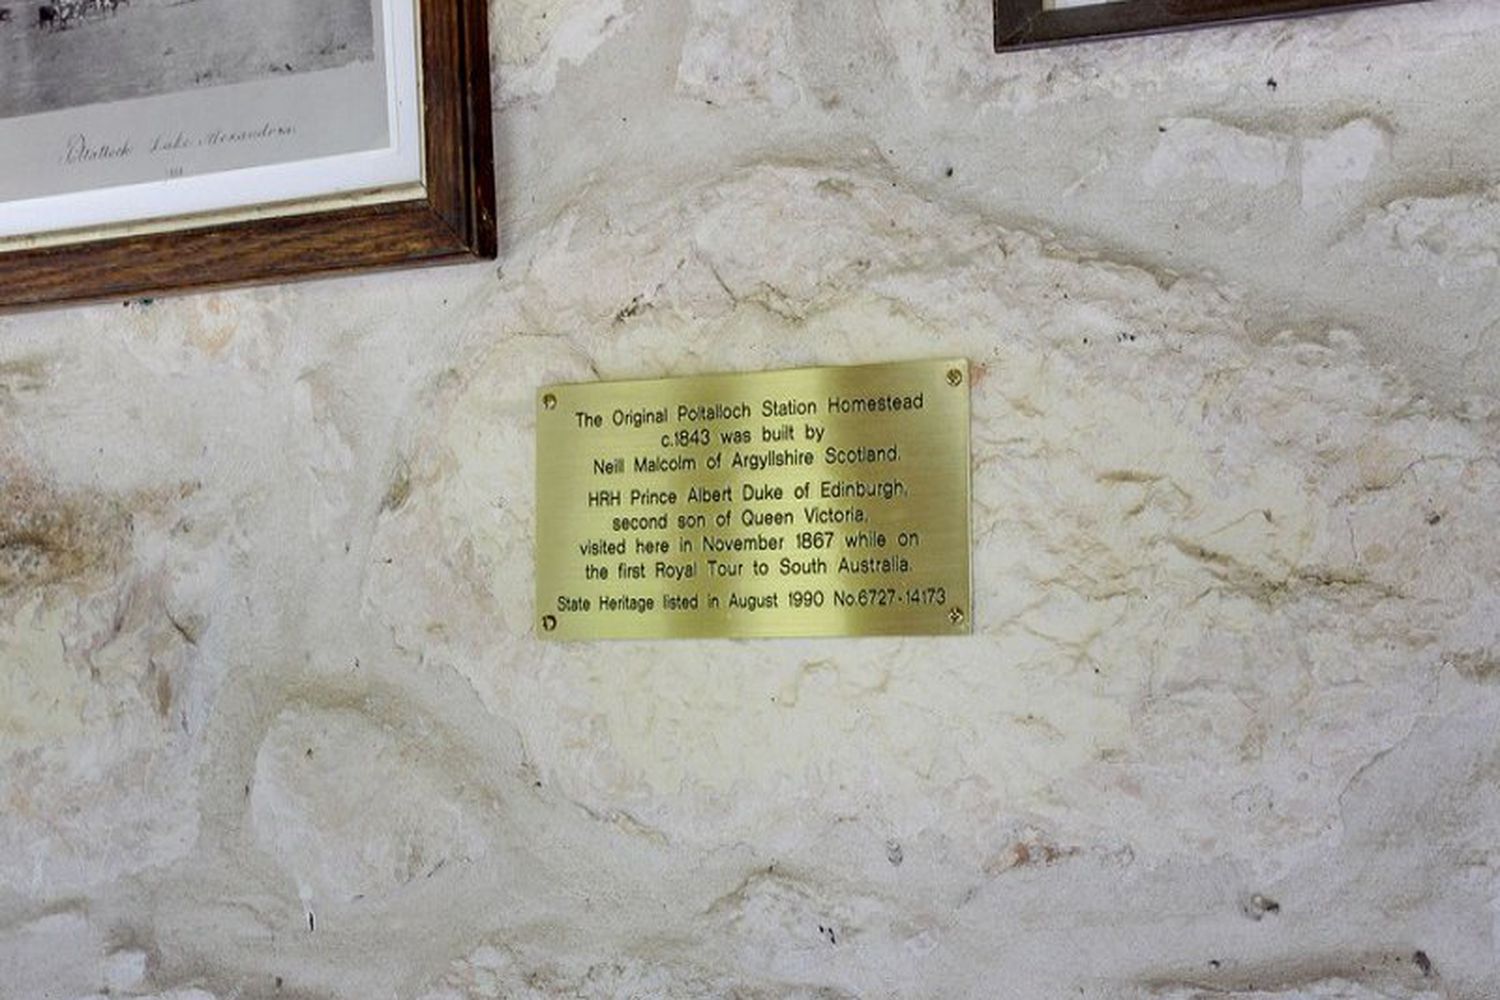 Poltalloch Lake Alexandrina
The Original Poltalloch Station Homestead
c.1843 was built by
Neill Malcolm of Argyllshire Scotland.
HRH Prince Albert Duke of Edinburgh,
second son of Queen Victoria,
visited here in November 1867 while on
the first Royal Tour to South Australia.
State Heritage listed in August 1990 No.6727-14173